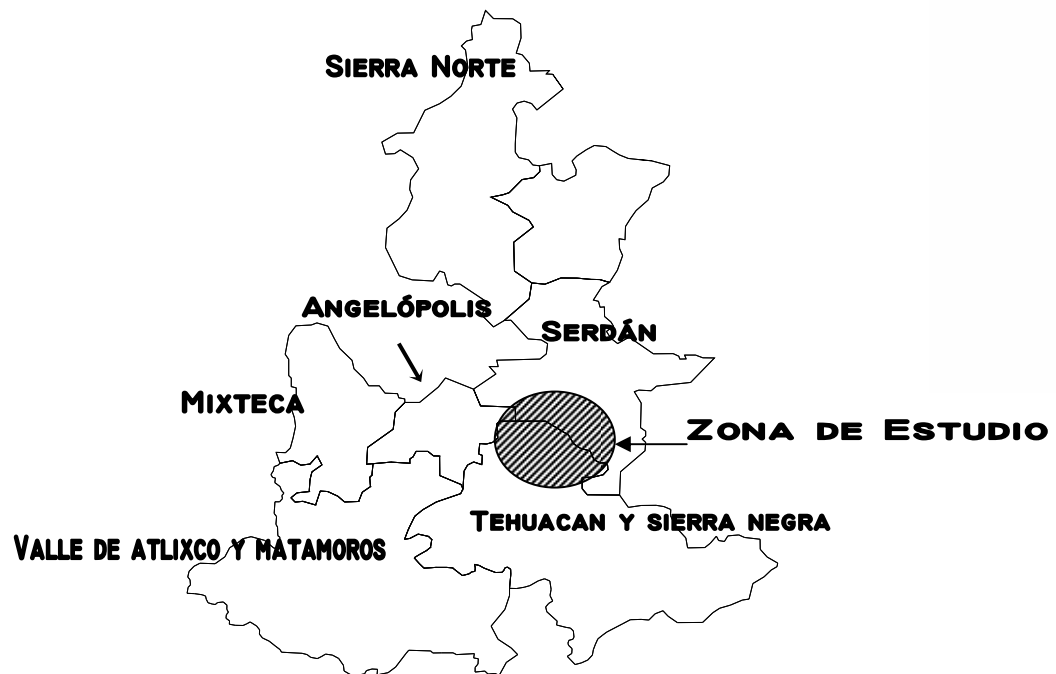 SIERRA NORTE
ANGELÓPOLIS
SERDÁN
MIXTECA
ZONA DE ESTUDIO
TEHUACAN Y SIERRA NEGRA
VALLE DE ATLIXCO Y MATAMOROS